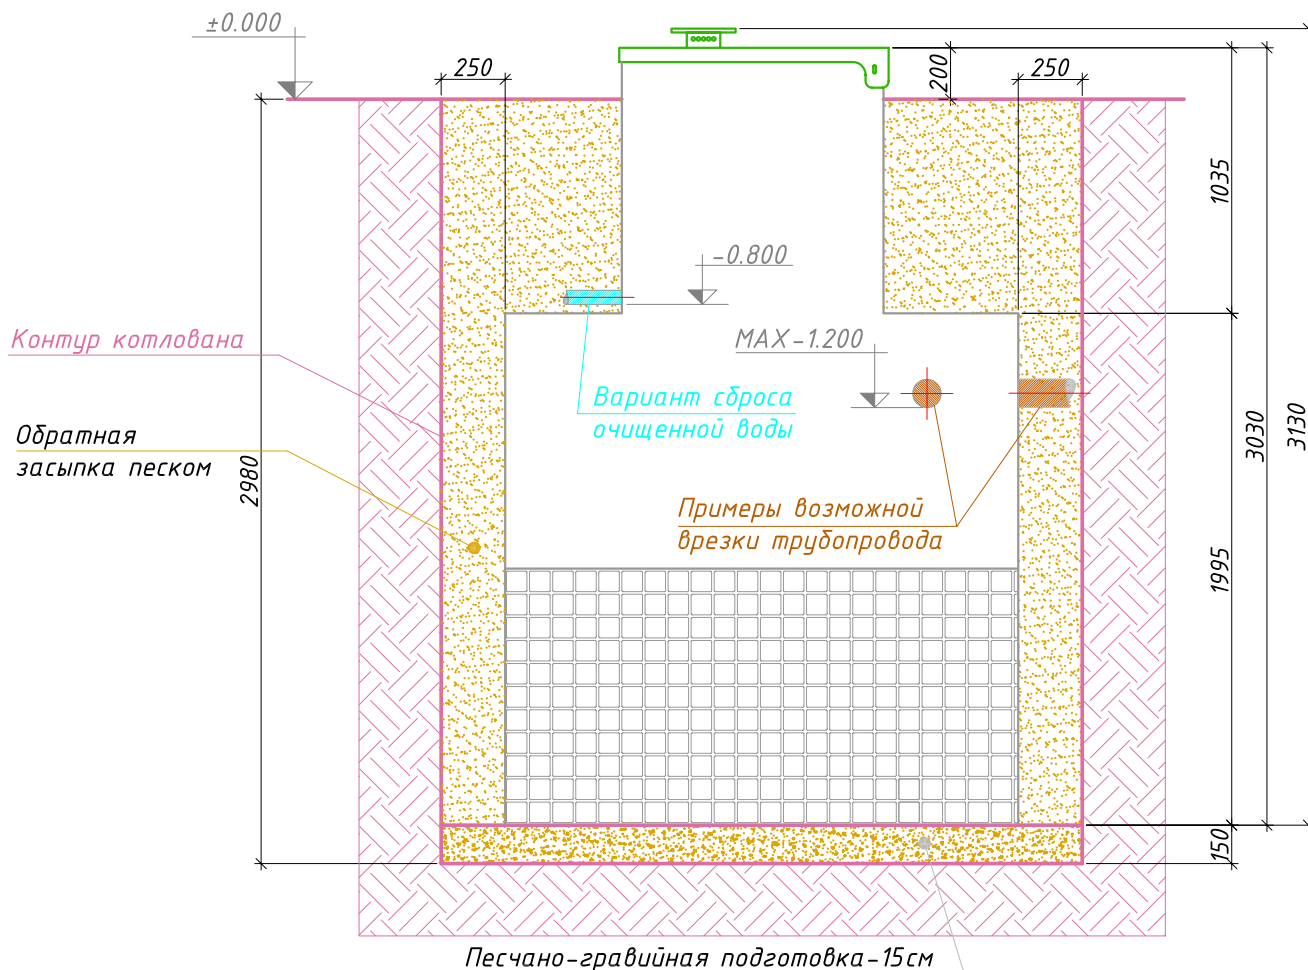 ±0.000
250
200
250
1035
-0.800
Контур котлована
MAX-1.200
Вариант сброса
очищенной воды
Обратная
засыпка песком
2980
3030
3130
Примеры возможной
врезки трубопровода
1995
150
Песчано-гравийная подготовка-15см